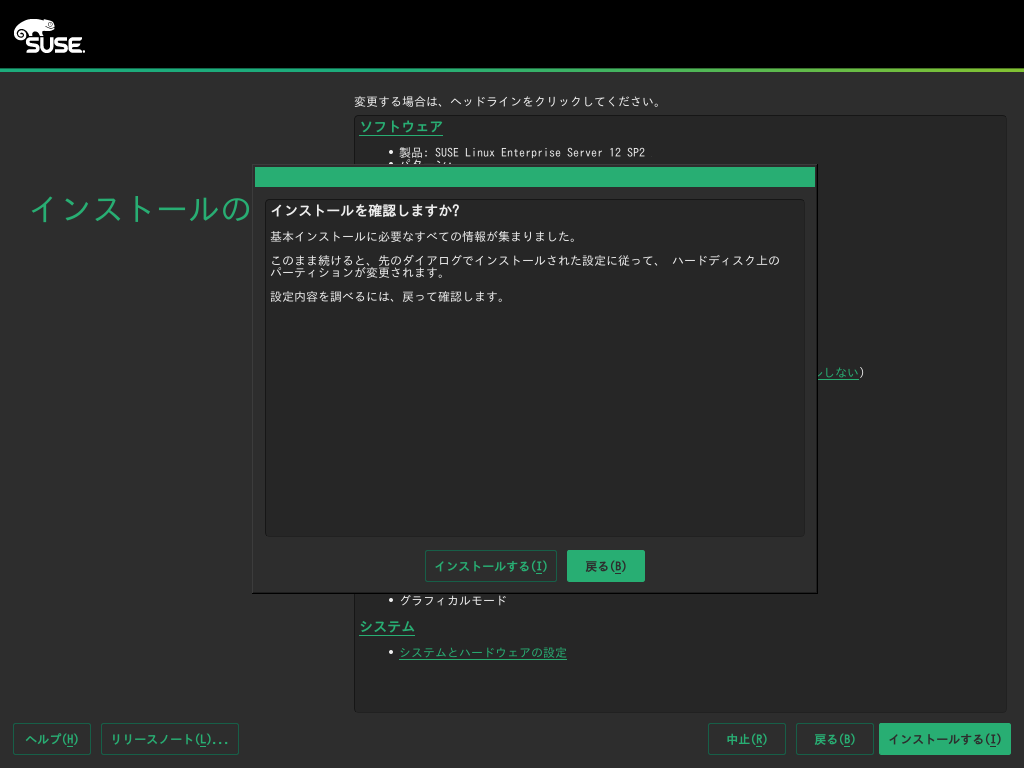 SUSE.
変更する場合は、ヘッドラインをクリックしてください。
ソフトウェア
• 製品: SUSE Linux Enterprise Server 12 SP2
インストールの
インストールを確認しますか?
基本インストールに必要なすべての情報が集まりました。
このまま続けると、先のダイアログでインストールされた設定に従って、 ハードディスク上の
パーティションが変更されます。
設定内容を調べるには、戻って確認します。
しない)
インストールする(I) 戻る(B)
• グラフィカルモード
システム
• システムとハードウェアの設定
ヘルプ(H) リリースノート(L)... 中止(R) 戻る(B) インストールする(I)